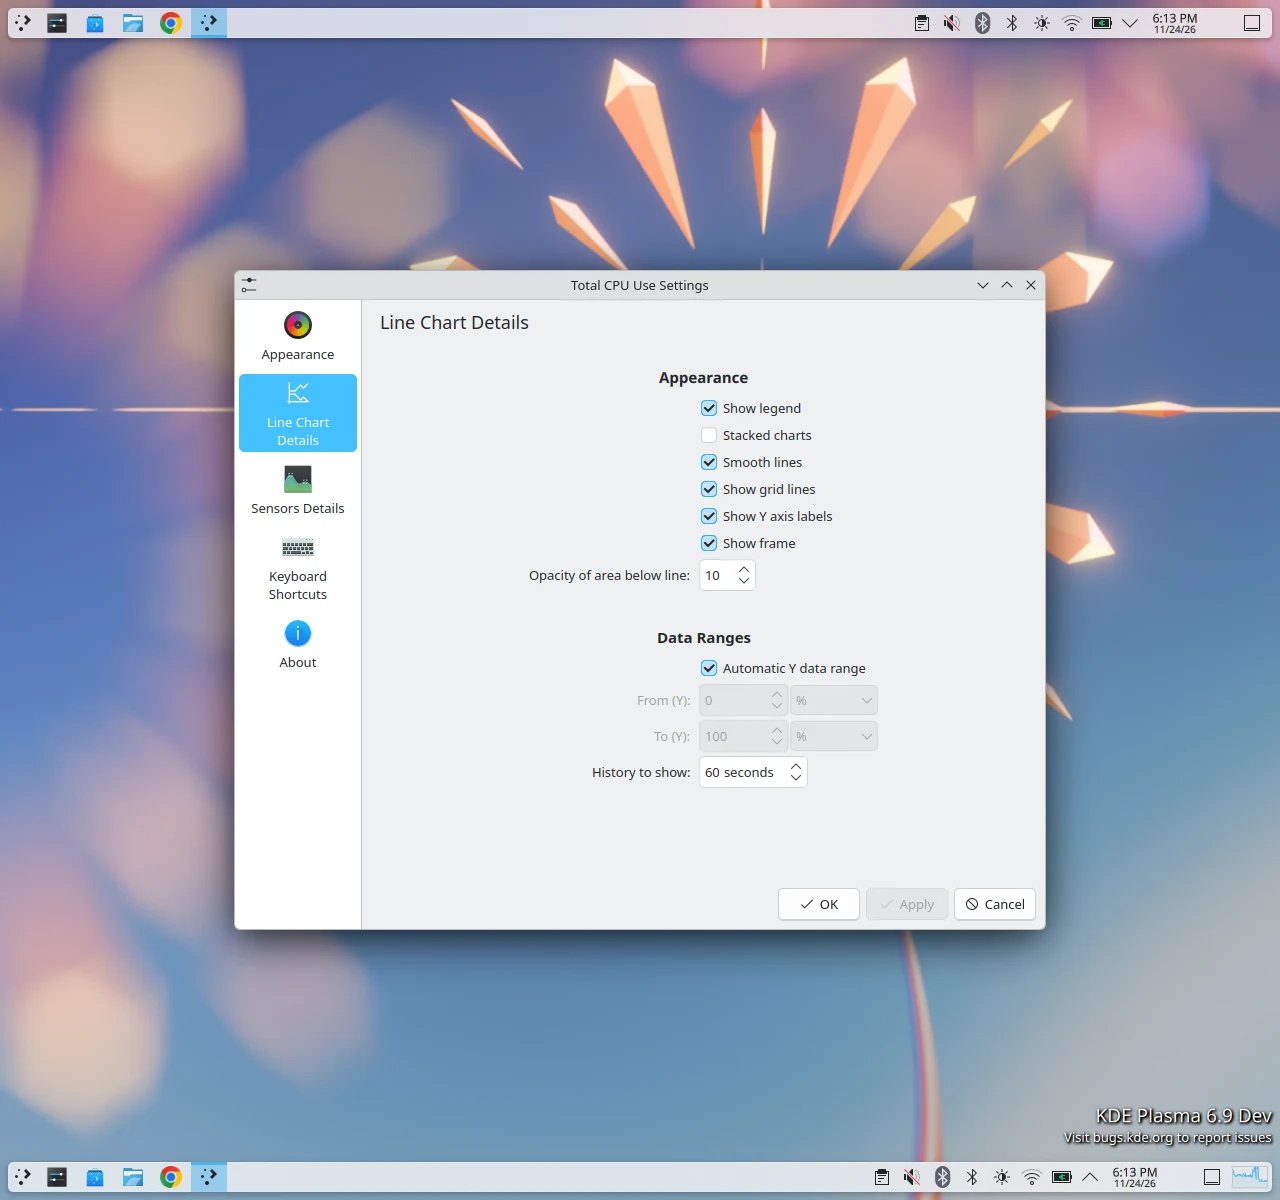 6:13 PM
11/24/26
Total CPU Use Settings
Appearance
Line Chart
Details
Sensors Details
Keyboard
Shortcuts
About
Line Chart Details
Appearance
Show legend
Stacked charts
Smooth lines
Show grid lines
Show Y axis labels
Show frame
Opacity of area below line: 10
Data Ranges
Automatic Y data range
From (Y): 0 %
To (Y): 100 %
History to show: 60 seconds
OK Apply Cancel
KDE Plasma 6.9 Dev
Visit bugs.kde.org to report issues
6:13 PM
11/24/26